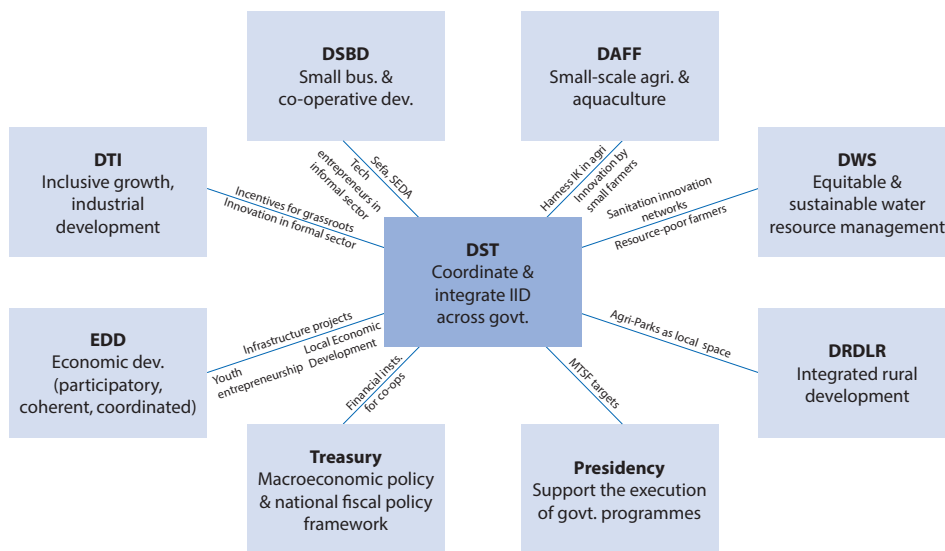 DSBD
Small bus. &
co-operative dev.
DAFF
Small-scale agri. &
aquaculture
DTI
Inclusive growth,
industrial
development
Sefa, SEDA
Tech
entrepreneurs in
informal sector
Harness IK in agri
Innovation by
small farmers
DWS
Equitable &
sustainable water
resource management
Incentives for grassroots
Innovation in formal sector
Sanitation innovation
networks
Resource-poor farmers
DST
Coordinate &
integrate IID
across govt.
EDD
Economic dev.
(participatory,
coherent, coordinated)
Infrastructure projects
Local Economic
Development
Youth
entrepreneurship
Financial insts.
for co-ops
MTSF targets
Agri-Parks as local space
DRDLR
Integrated rural
development
Treasury
Macroeconomic policy
& national fiscal policy
framework
Presidency
Support the execution
of govt. programmes